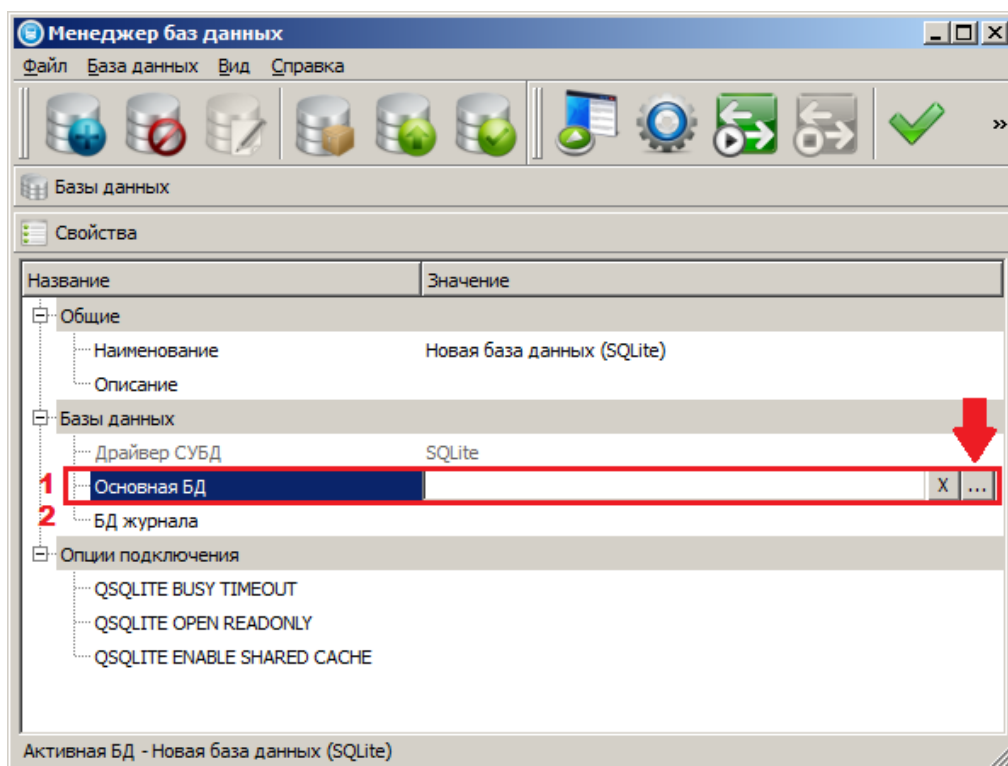 Менеджер баз данных
Файл База данных Вид Справка
»
Базы данных
Свойства
Название Значение
Общие
Наименование Новая база данных (SQLite)
Описание
Базы данных
Драйвер СУБД SQLite
1 Основная БД X ...
2 БД журнала
Опции подключения
QSQLITE BUSY TIMEOUT
QSQLITE OPEN READONLY
QSQLITE ENABLE SHARED CACHE
Активная БД - Новая база данных (SQLite)